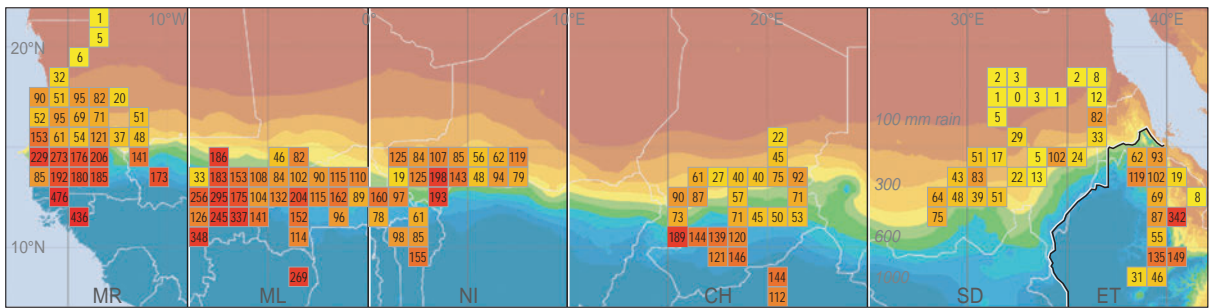 10°W 0° 10°E 20°E 30°E 40°E
1
5
20°N
6
32 2 3 2 8
90 51 95 82 20 1 0 3 1 12
52 95 69 71 51 100 mm rain 5 82
153 61 54 121 37 48 22 29 33
229 273 176 206 141 186 46 82 125 84 107 85 56 62 119 45 51 17 5 102 24 62 93
85 192 180 185 173 33 183 153 108 84 102 90 115 110 19 125 198 143 48 94 79 61 27 40 40 75 92 300 43 83 22 13 119 102 19
476 256 295 175 104 132 204 115 162 89 160 97 193 90 87 57 71 64 48 39 51 69 8
436 126 245 337 141 152 96 78 61 73 71 45 50 53 75 87 342
10°N 348 114 98 85 189 144 139 120 600 55
155 121 146 135 149
269 144 1000 31 46
MR ML NI CH 112 SD ET